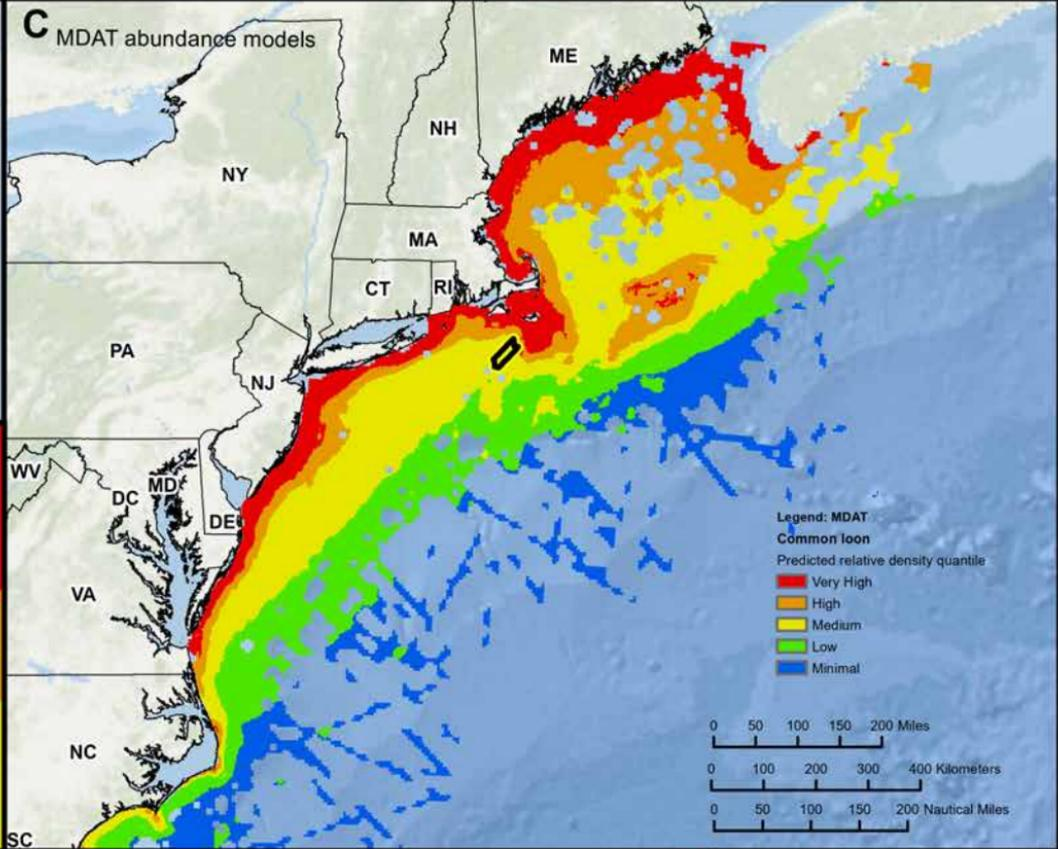 C MDAT abundance models
ME
NH
NY
MA
CT
RI
PA
NJ
WV
MD
DC
DE
VA
NC
SC
Legend: MDAT
Common loon
Predicted relative density quantile
Very High
High
Medium
Low
Minimal
0 50 100 150 200 Miles
0 100 200 300 400 Kilometers
0 50 100 150 200 Nautical Miles